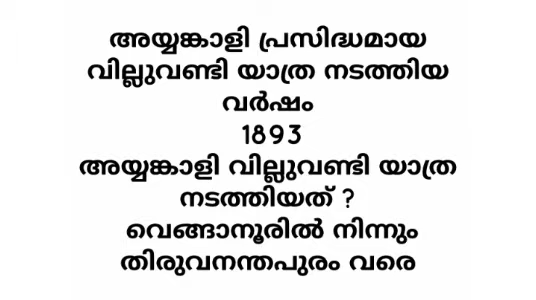 അയ്യങ്കാളി പ്രസിദ്ധമായ
വില്ലുവണ്ടി യാത്ര നടത്തിയ
വർഷം
1893
അയ്യങ്കാളി വില്ലുവണ്ടി യാത്ര
നടത്തിയത് ?
വെങ്ങാനൂരിൽ നിന്നും
തിരുവനന്തപുരം വരെ